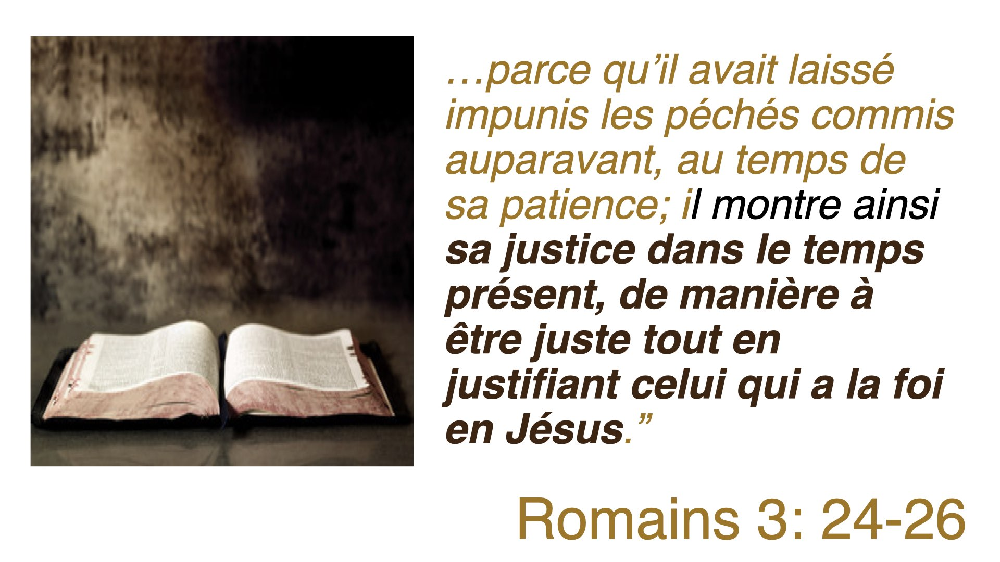 …parce qu’il avait laissé
impunis les péchés commis
auparavant, au temps de
sa patience; il montre ainsi
sa justice dans le temps
présent, de manière à
être juste tout en
justifiant celui qui a la foi
en Jésus.”
Romains 3: 24-26